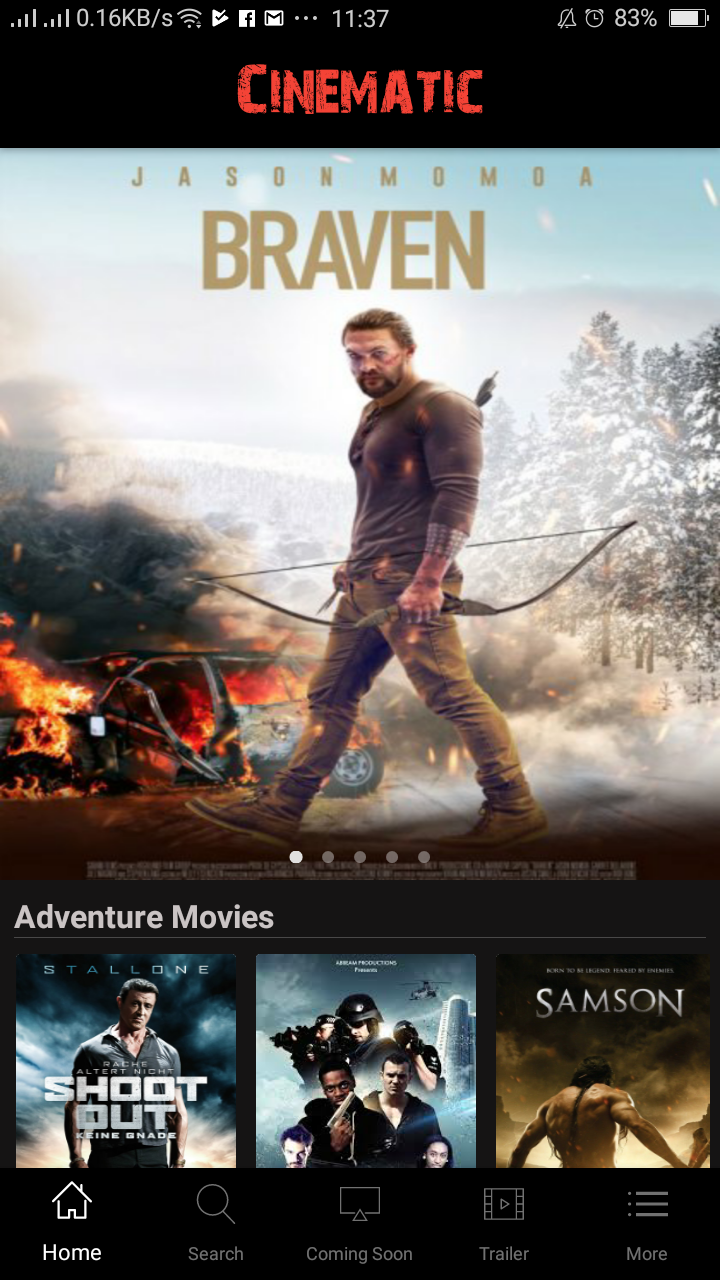 0.16KB/s ... 11:37 83%
CINEMATIC
JASON MOMOA
BRAVEN
Adventure Movies
STALLONE
RACHE
ALTERT NICHT
SHOOT
OUT
KEINE GNADE
ABIRAM PRODUCTIONS
Presents
BORN TO BE LEGEND. FEARED BY ENEMIES.
SAMSON
Home Search Coming Soon Trailer More